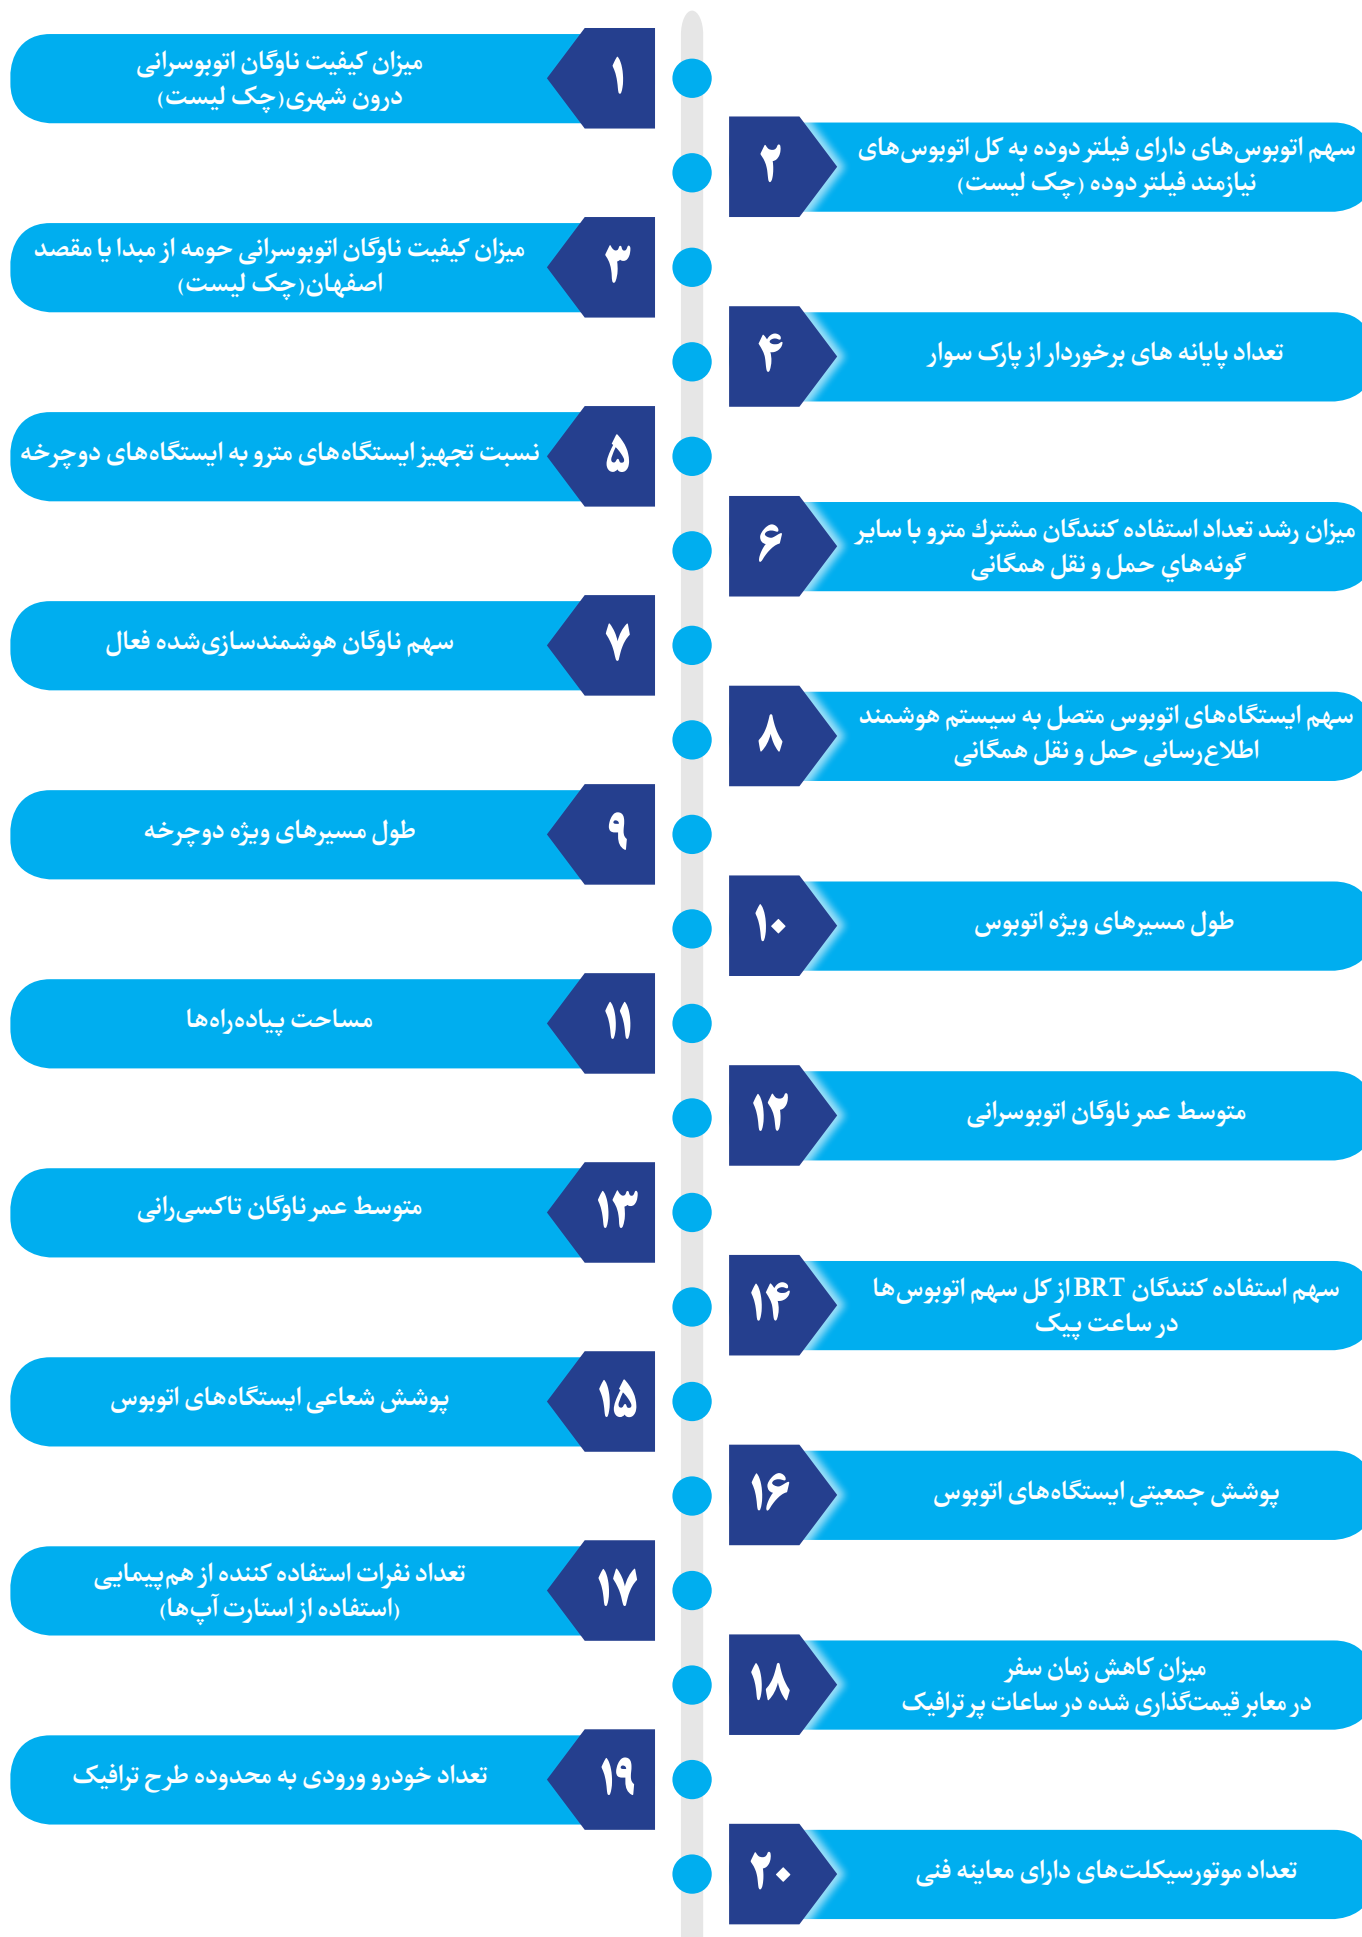 ۱
میزان کیفیت ناوگان اتوبوسرانی
درون شهری(چک لیست)
۲
سهم اتوبوس‌های دارای فیلتر دوده به کل اتوبوس‌های
نیازمند فیلتر دوده (چک لیست)
۳
میزان کیفیت ناوگان اتوبوسرانی حومه از مبدا یا مقصد
اصفهان(چک لیست)
۴
تعداد پایانه های برخوردار از پارک سوار
۵
نسبت تجهیز ایستگاه‌های مترو به ایستگاه‌های دوچرخه
۶
میزان رشد تعداد استفاده کنندگان مشترك مترو با سایر
گونه‌هاي حمل و نقل همگانی
۷
سهم ناوگان هوشمندسازی‌شده فعال
۸
سهم ایستگاه‌های اتوبوس متصل به سیستم هوشمند
اطلاع‌رسانی حمل و نقل همگانی
۹
طول مسیرهای ویژه دوچرخه
۱۰
طول مسیرهای ویژه اتوبوس
۱۱
مساحت پیاده‌راه‌ها
۱۲
متوسط عمر ناوگان اتوبوسرانی
۱۳
متوسط عمر ناوگان تاکسی‌رانی
۱۴
سهم استفاده کنندگان BRT از کل سهم اتوبوس‌ها
در ساعت پیک
۱۵
پوشش شعاعی ایستگاه‌های اتوبوس
۱۶
پوشش جمعیتی ایستگاه‌های اتوبوس
۱۷
تعداد نفرات استفاده کننده از هم‌پیمایی
(استفاده از استارت آپ‌ها)
۱۸
میزان کاهش زمان سفر
در معابر قیمت‌گذاری شده در ساعات پر ترافیک
۱۹
تعداد خودرو ورودی به محدوده طرح ترافیک
۲۰
تعداد موتورسیکلت‌های دارای معاینه فنی